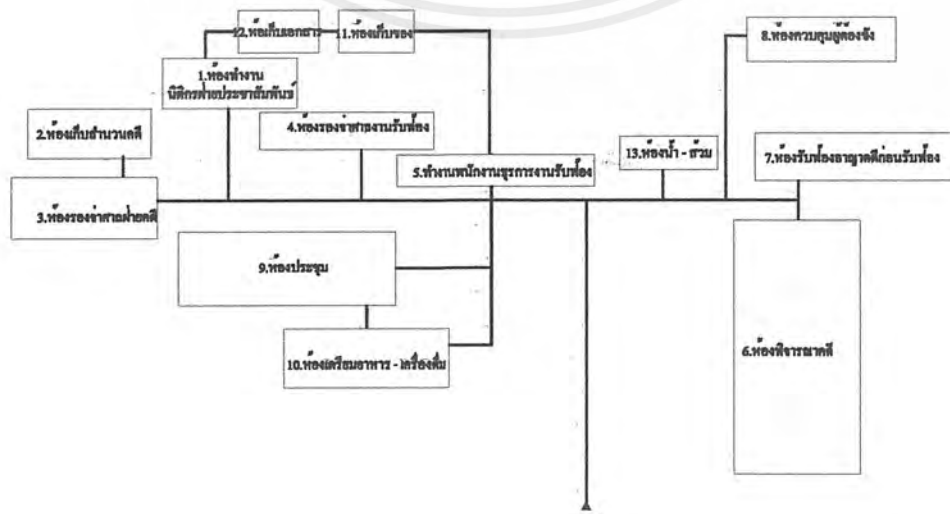 12.ห้อเก็บเอกสาร
11.ห้องเก็บของ
8.ห้องควบคุมผู้ต้องขัง
1.ห้องทำงาน
นิติกรฝ่ายประชาสัมพันธ์
2.ห้องเก็บสำนวนคดี
4.ห้องรองจ่าศาลงานรับฟ้อง
13.ห้องน้ำ - ส้วม
7.ห้องรับฟ้องอาญาคดีก่อนรับฟ้อง
5.ทำงานพนักงานธุรการงานรับฟ้อง
3.ห้องรองจ่าศาลฝ่ายคดี
9.ห้องประชุม
10.ห้องเตรียมอาหาร - เครื่องดื่ม
6.ห้องพิจารณาคดี